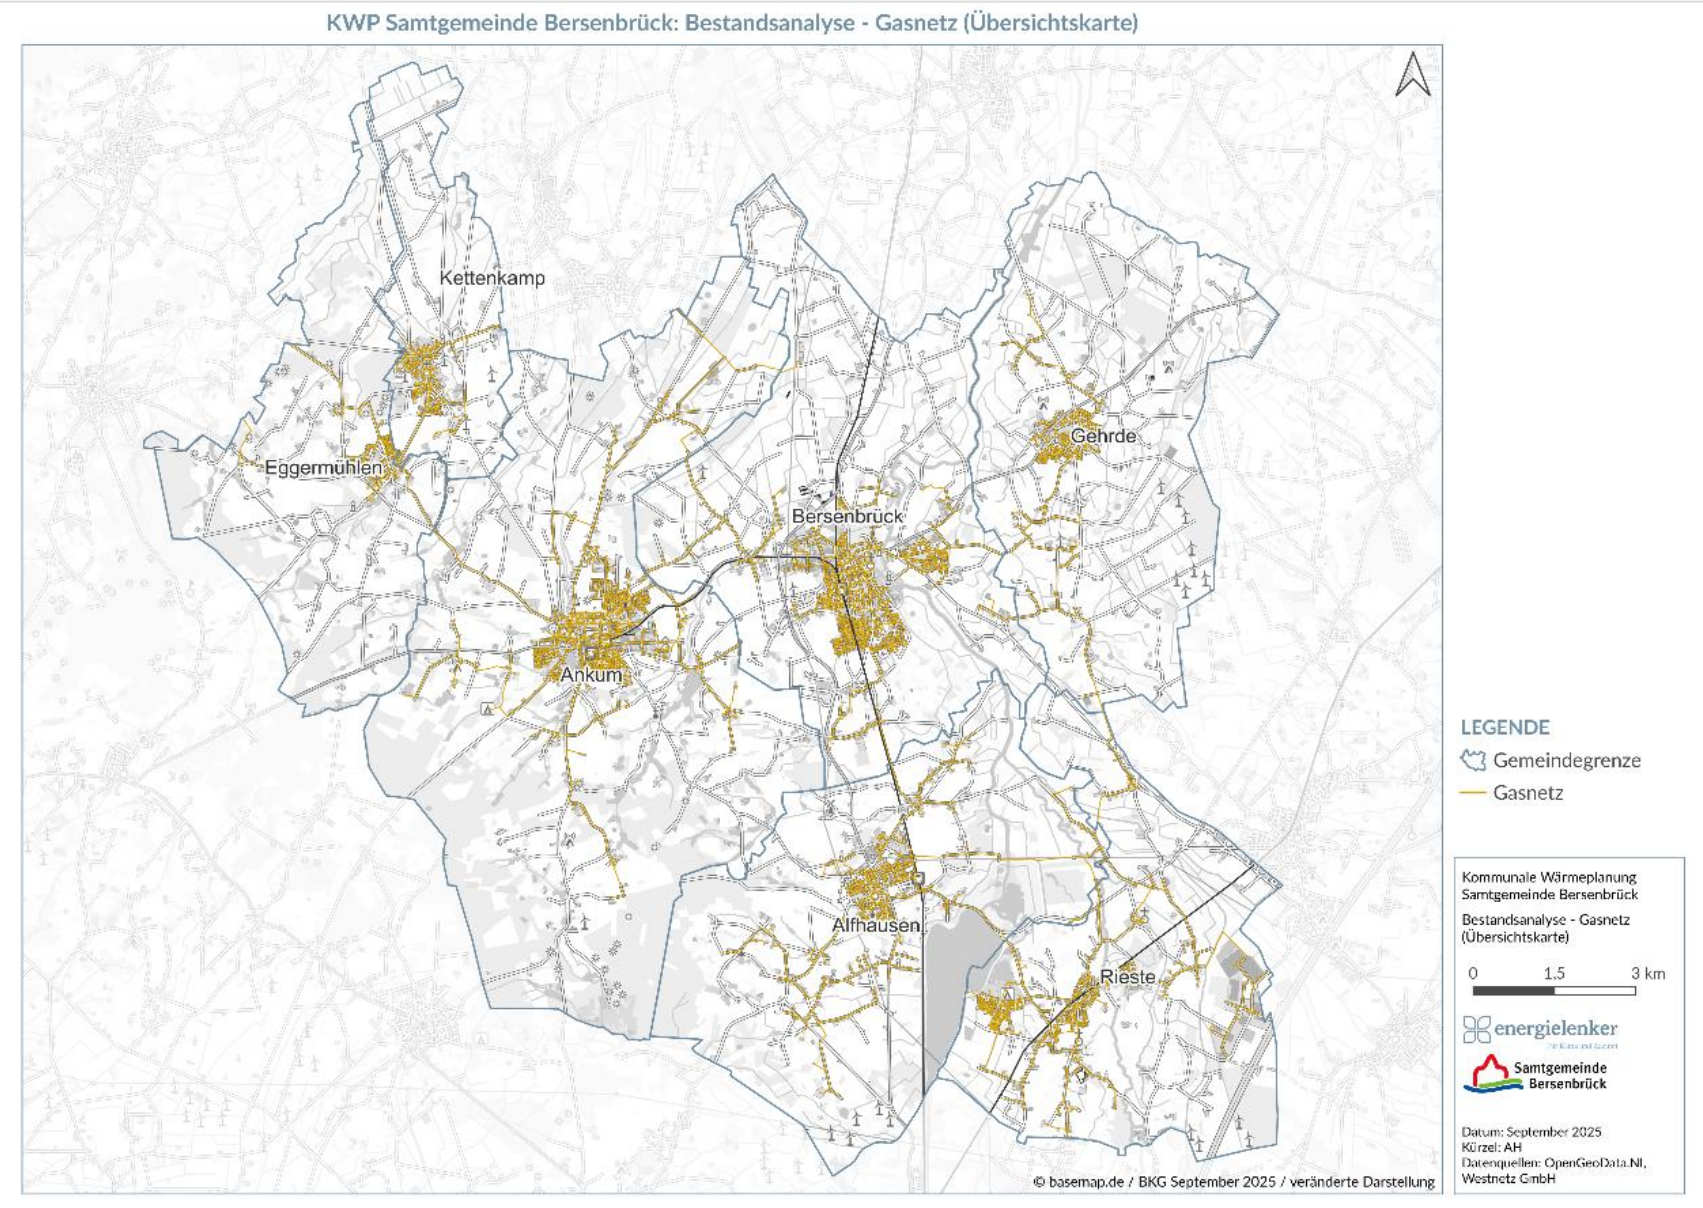 KWP Samtgemeinde Bersenbrück: Bestandsanalyse - Gasnetz (Übersichtskarte)
Kettenkamp
Gehrde
Eggermühlen
Bersenbrück
Ankum
Alfhausen
Rieste
© basemap.de / BKG September 2025 / veränderte Darstellung
LEGENDE
Gemeindegrenze
Gasnetz
Kommunale Wärmeplanung
Samtgemeinde Bersenbrück
Bestandsanalyse - Gasnetz
(Übersichtskarte)
0 1.5 3 km
energielenker
Samtgemeinde
Bersenbrück
Datum: September 2025
Kürzel: AH
Datenquellen: OpenGeoData.NI,
Westnetz GmbH